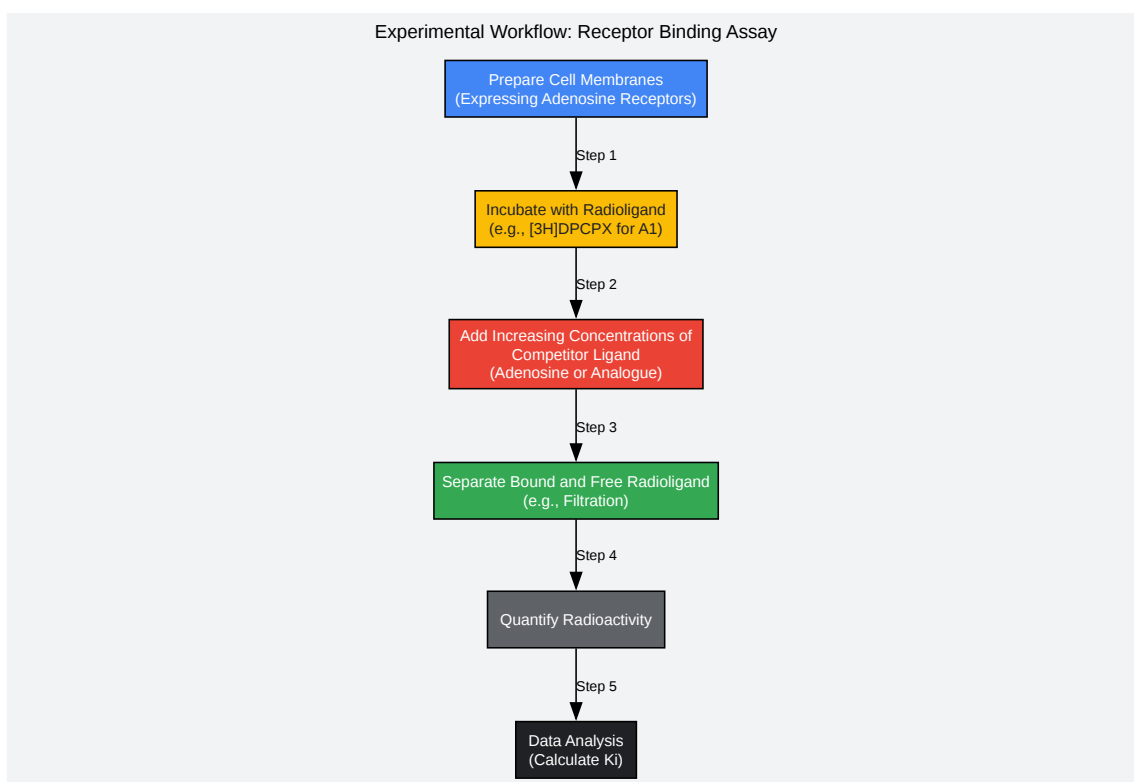 Experimental Workflow: Receptor Binding Assay
Prepare Cell Membranes
(Expressing Adenosine Receptors)
Step 1
Incubate with Radioligand
(e.g., [3H]DPCPX for A1)
Step 2
Add Increasing Concentrations of
Competitor Ligand
(Adenosine or Analogue)
Step 3
Separate Bound and Free Radioligand
(e.g., Filtration)
Step 4
Quantify Radioactivity
Step 5
Data Analysis
(Calculate Ki)